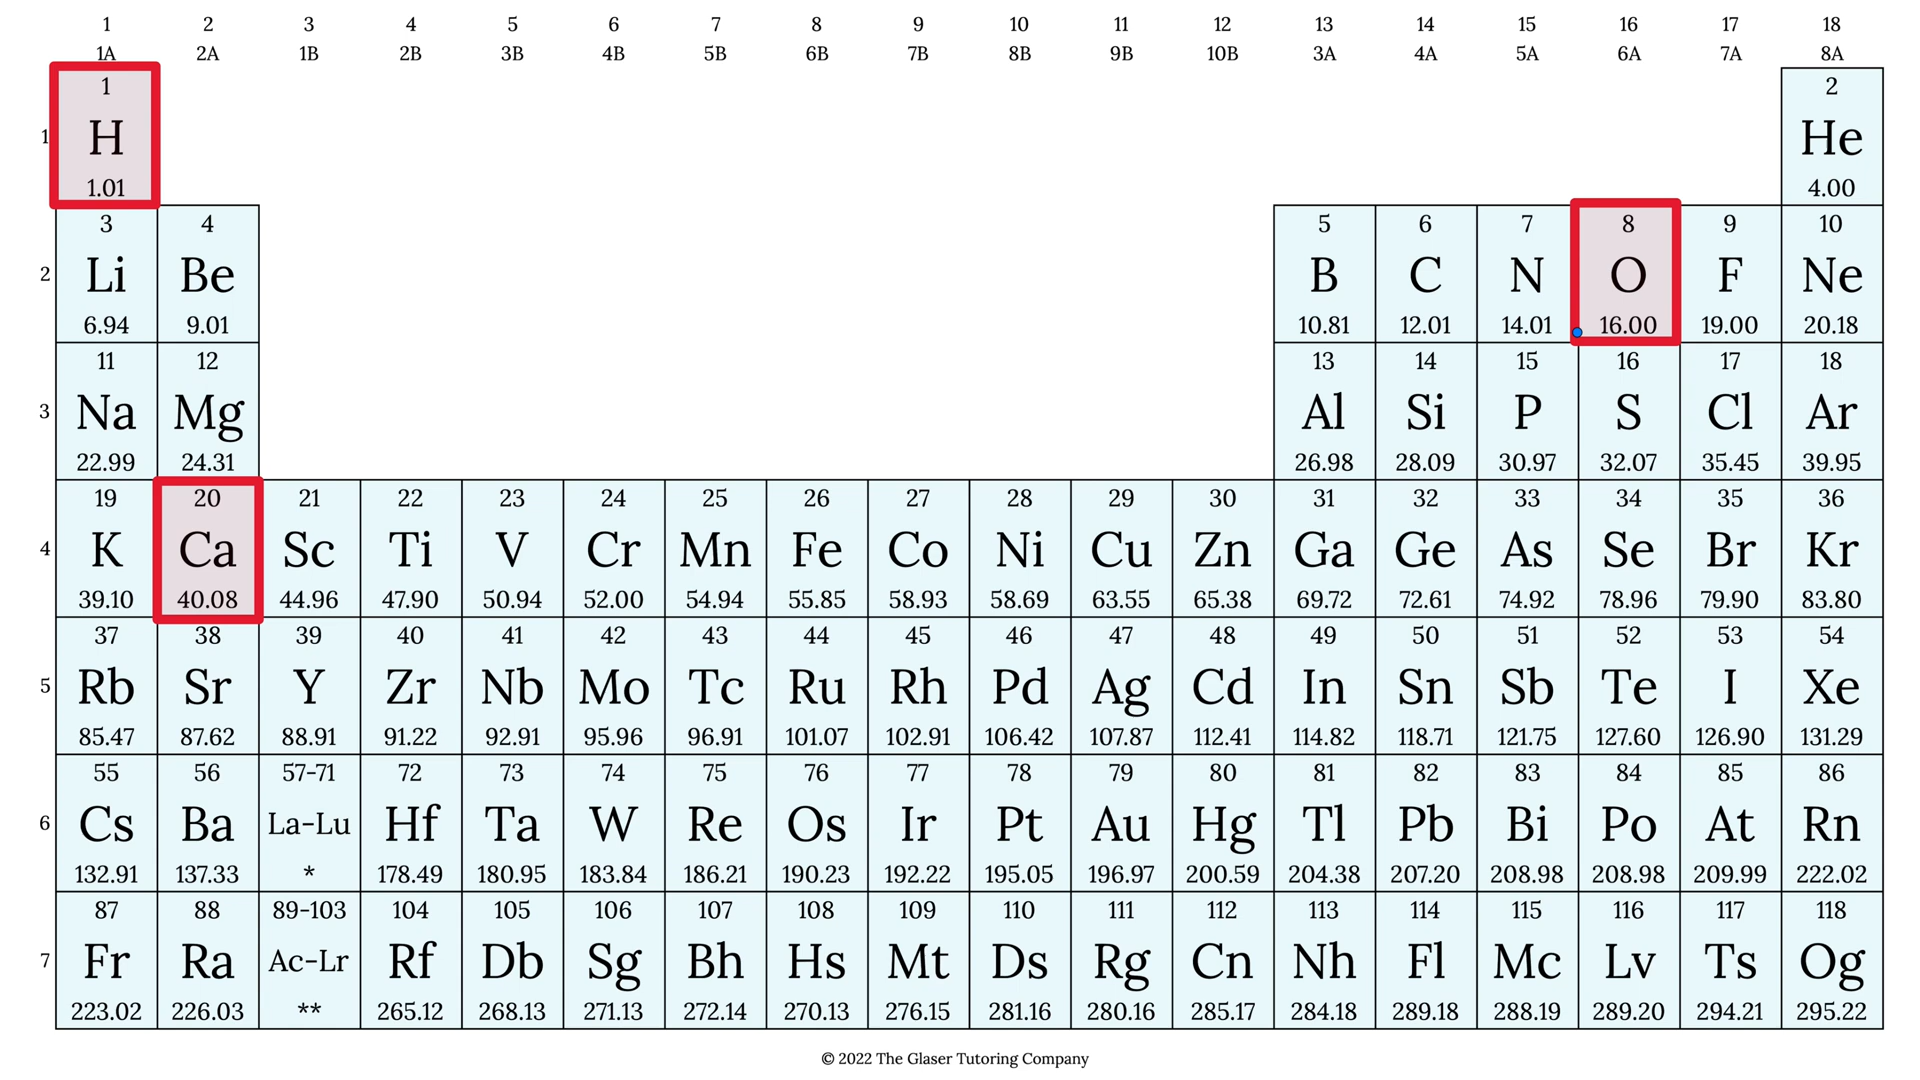 1 2 3 4 5 6 7 8 9 10 11 12 13 14 15 16 17 18
1A 2A 1B 2B 3B 4B 5B 6B 7B 8B 9B 10B 3A 4A 5A 6A 7A 8A
1 2
1 H He
1.01 4.00
3 4 5 6 7 8 9 10
2 Li Be B C N O F Ne
6.94 9.01 10.81 12.01 14.01 16.00 19.00 20.18
11 12 13 14 15 16 17 18
3 Na Mg Al Si P S Cl Ar
22.99 24.31 26.98 28.09 30.97 32.07 35.45 39.95
19 20 21 22 23 24 25 26 27 28 29 30 31 32 33 34 35 36
4 K Ca Sc Ti V Cr Mn Fe Co Ni Cu Zn Ga Ge As Se Br Kr
39.10 40.08 44.96 47.90 50.94 52.00 54.94 55.85 58.93 58.69 63.55 65.38 69.72 72.61 74.92 78.96 79.90 83.80
37 38 39 40 41 42 43 44 45 46 47 48 49 50 51 52 53 54
5 Rb Sr Y Zr Nb Mo Tc Ru Rh Pd Ag Cd In Sn Sb Te I Xe
85.47 87.62 88.91 91.22 92.91 95.96 96.91 101.07 102.91 106.42 107.87 112.41 114.82 118.71 121.75 127.60 126.90 131.29
55 56 57-71 72 73 74 75 76 77 78 79 80 81 82 83 84 85 86
6 Cs Ba La-Lu Hf Ta W Re Os Ir Pt Au Hg Tl Pb Bi Po At Rn
132.91 137.33 * 178.49 180.95 183.84 186.21 190.23 192.22 195.05 196.97 200.59 204.38 207.20 208.98 208.98 209.99 222.02
87 88 89-103 104 105 106 107 108 109 110 111 112 113 114 115 116 117 118
7 Fr Ra Ac-Lr Rf Db Sg Bh Hs Mt Ds Rg Cn Nh Fl Mc Lv Ts Og
223.02 226.03 ** 265.12 268.13 271.13 272.14 270.13 276.15 281.16 280.16 285.17 284.18 289.18 288.19 289.20 294.21 295.22
© 2022 The Glaser Tutoring Company